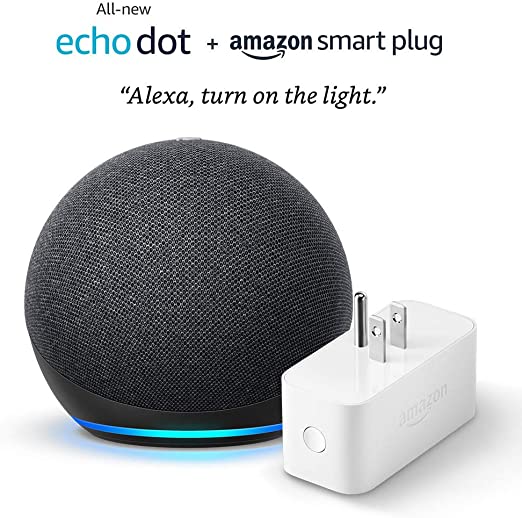 All-new
echo dot + amazon smart plug
“Alexa, turn on the light.”
amazon